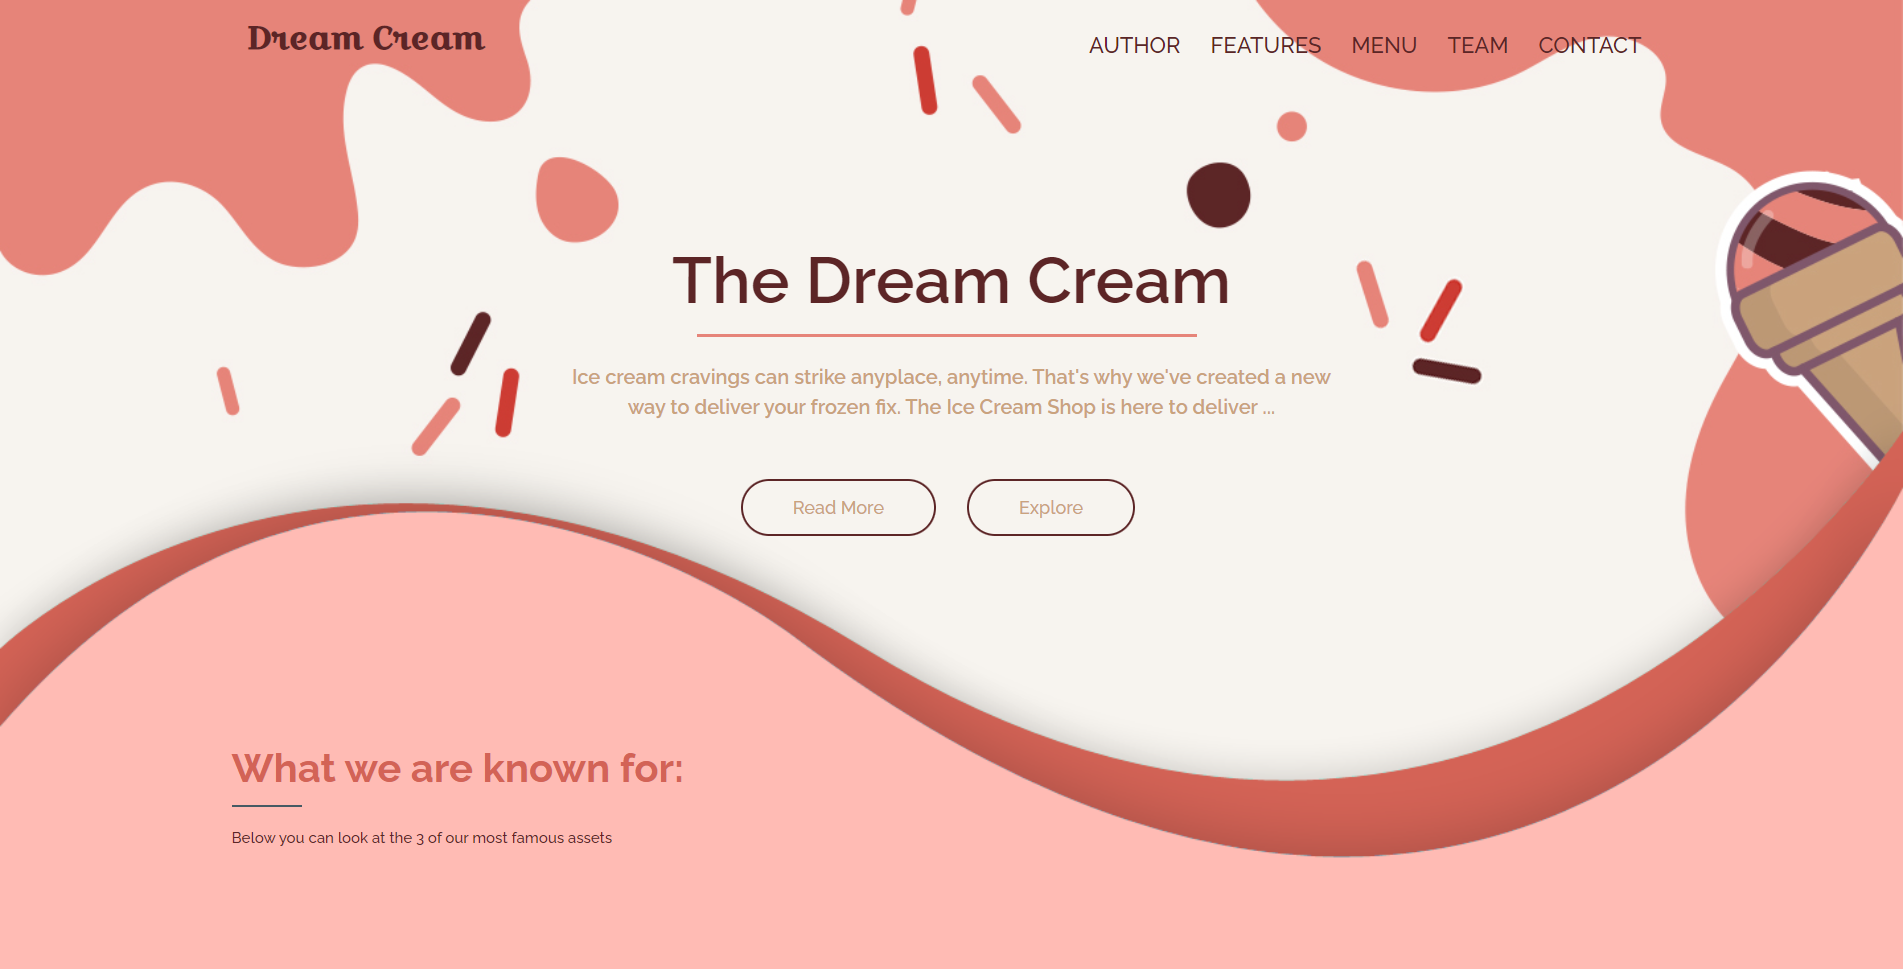 Dream Cream
AUTHOR FEATURES MENU TEAM CONTACT
The Dream Cream
Ice cream cravings can strike anyplace, anytime. That's why we've created a new
way to deliver your frozen fix. The Ice Cream Shop is here to deliver ...
Read More Explore
What we are known for:
Below you can look at the 3 of our most famous assets